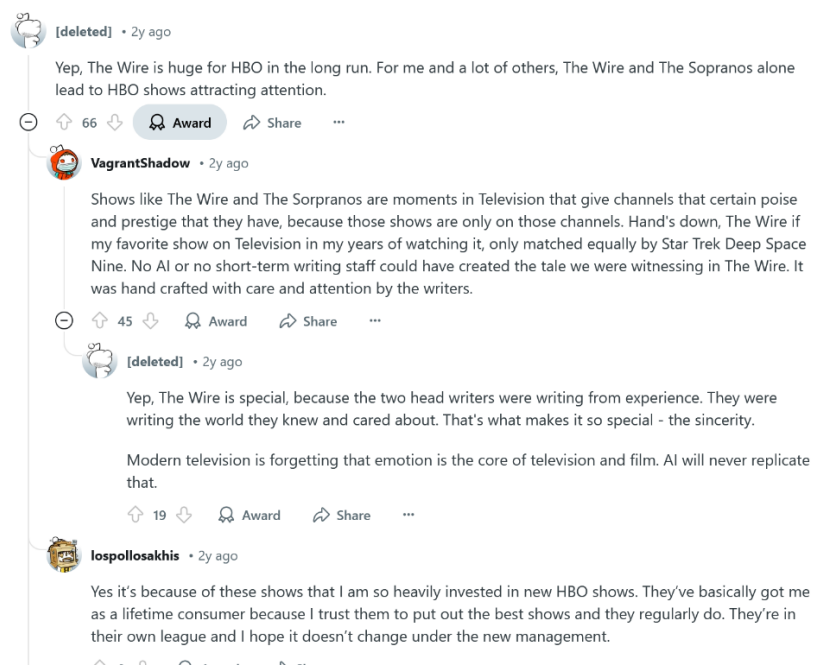 [deleted] • 2y ago
Yep, The Wire is huge for HBO in the long run. For me and a lot of others, The Wire and The Sopranos alone
lead to HBO shows attracting attention.
66 Award Share ...
VagrantShadow • 2y ago
Shows like The Wire and The Sorpranos are moments in Television that give channels that certain poise
and prestige that they have, because those shows are only on those channels. Hand's down, The Wire if
my favorite show on Television in my years of watching it, only matched equally by Star Trek Deep Space
Nine. No AI or no short-term writing staff could have created the tale we were witnessing in The Wire. It
was hand crafted with care and attention by the writers.
45 Award Share ...
[deleted] • 2y ago
Yep, The Wire is special, because the two head writers were writing from experience. They were
writing the world they knew and cared about. That's what makes it so special - the sincerity.
Modern television is forgetting that emotion is the core of television and film. AI will never replicate
that.
19 Award Share ...
lospollosakhis • 2y ago
Yes it's because of these shows that I am so heavily invested in new HBO shows. They've basically got me
as a lifetime consumer because I trust them to put out the best shows and they regularly do. They're in
their own league and I hope it doesn't change under the new management.